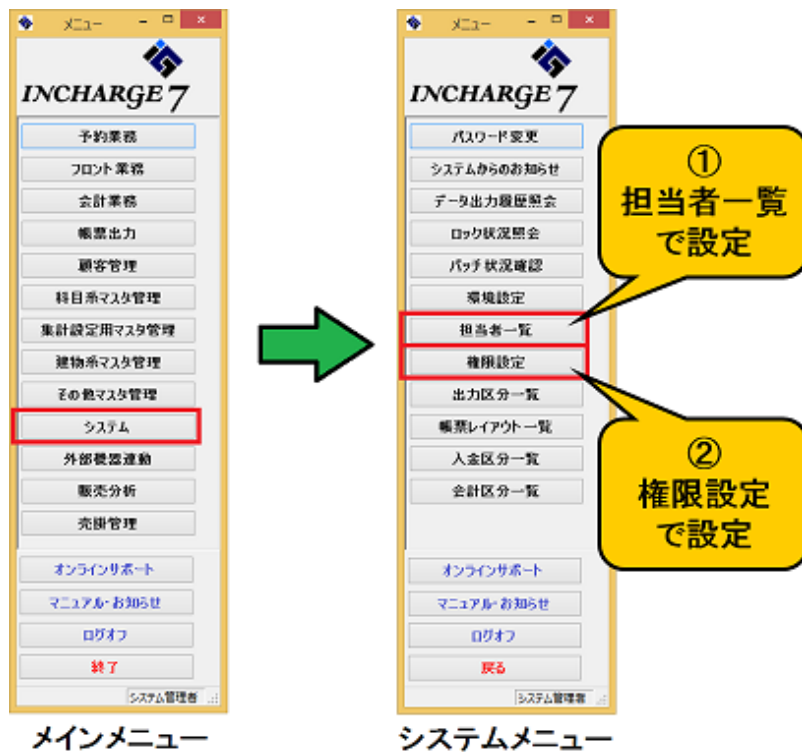 メニュー
INCHARGE 7
予約業務
フロント業務
会計業務
帳票出力
顧客管理
科目系マスタ管理
集計設定用マスタ管理
建物系マスタ管理
その他マスタ管理
システム
外部機器連動
販売分析
売掛管理
オンラインサポート
マニュアル・お知らせ
ログオフ
終了
システム管理者
メインメニュー
メニュー
INCHARGE 7
パスワード変更
システムからのお知らせ
データ出力履歴照会
ロック状況照会
パッチ状況確認
環境設定
担当者一覧
権限設定
出力区分一覧
帳票レイアウト一覧
入金区分一覧
会計区分一覧
オンラインサポート
マニュアル・お知らせ
ログオフ
戻る
システム管理者
システムメニュー
①
担当者一覧
で設定
②
権限設定
で設定